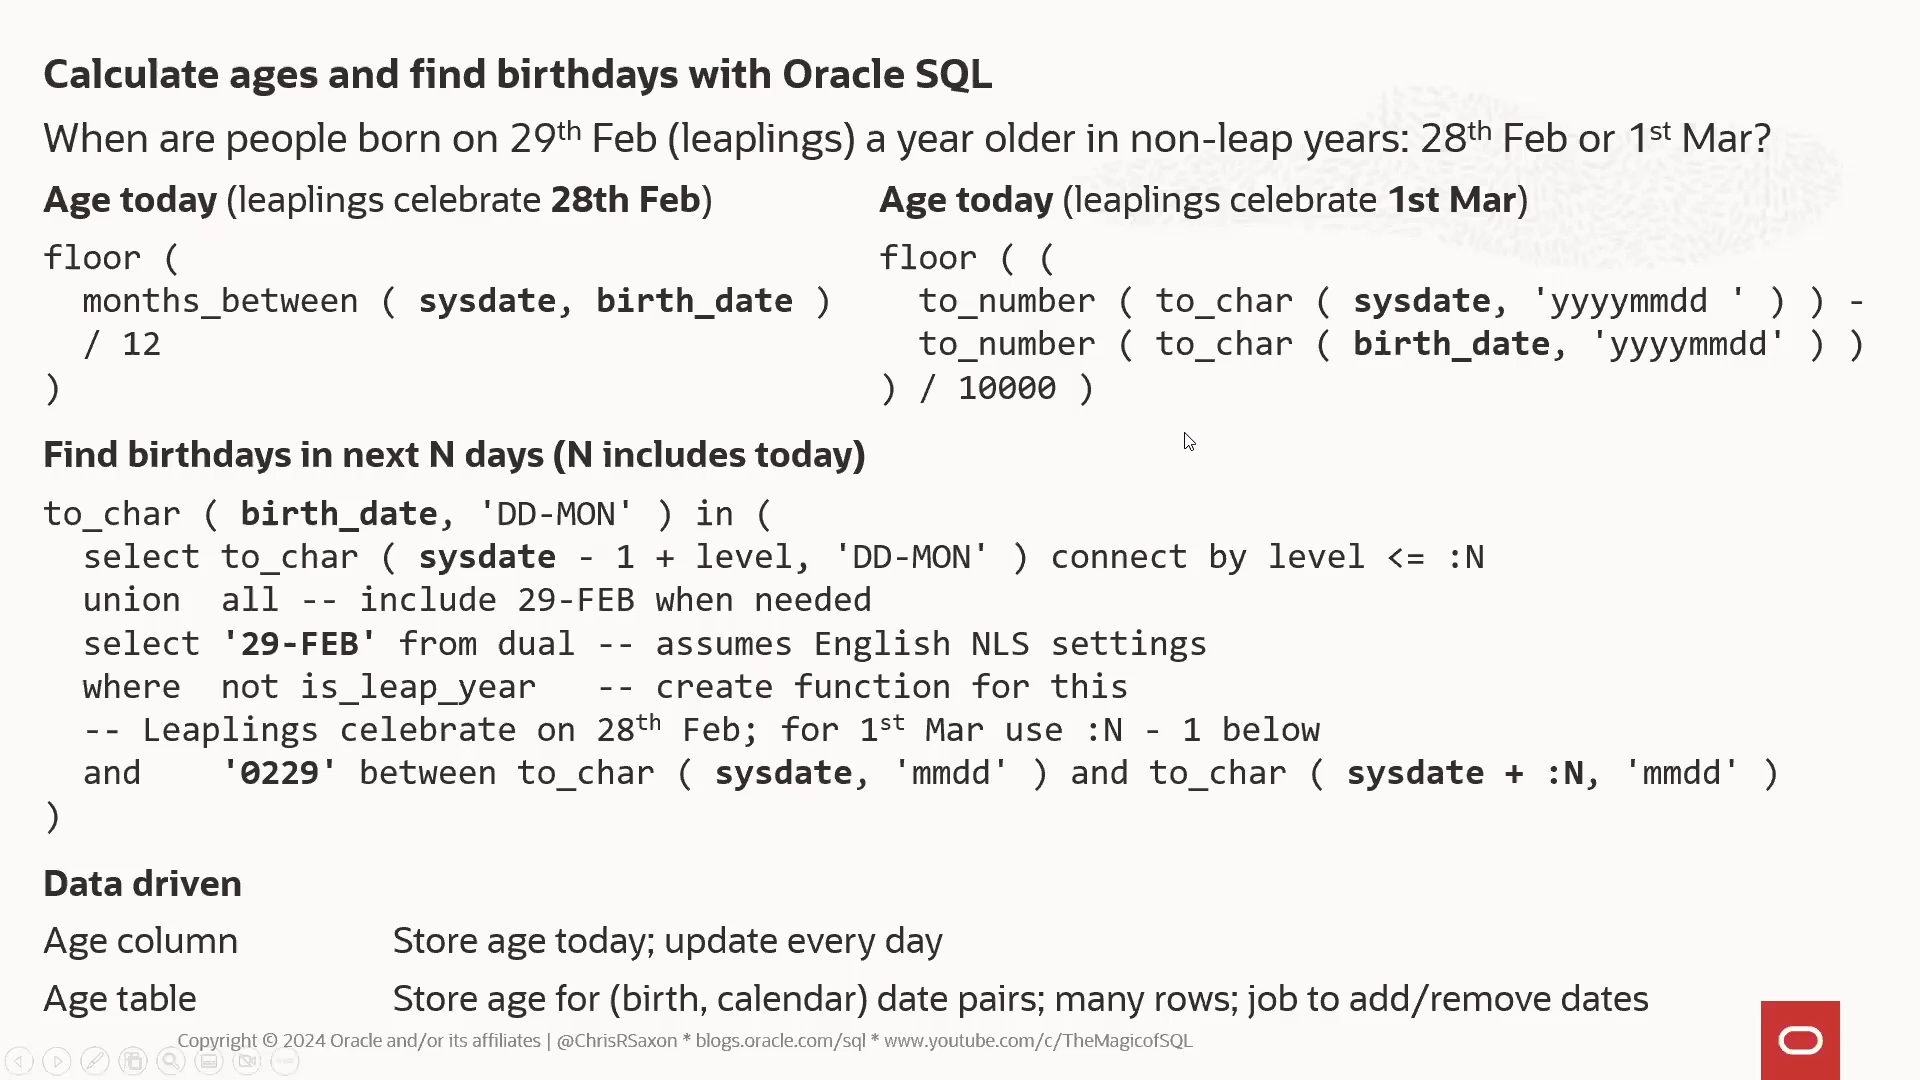 Calculate ages and find birthdays with Oracle SQL
When are people born on 29th Feb (leaplings) a year older in non-leap years: 28th Feb or 1st Mar?
Age today (leaplings celebrate 28th Feb)
floor (
  months_between ( sysdate, birth_date )
  / 12
)
Age today (leaplings celebrate 1st Mar)
floor ( (
  to_number ( to_char ( sysdate, 'yyyymmdd ' ) ) -
  to_number ( to_char ( birth_date, 'yyyymmdd' ) )
) / 10000 )
Find birthdays in next N days (N includes today)
to_char ( birth_date, 'DD-MON' ) in (
  select to_char ( sysdate - 1 + level, 'DD-MON' ) connect by level <= :N
  union  all -- include 29-FEB when needed
  select '29-FEB' from dual -- assumes English NLS settings
  where  not is_leap_year   -- create function for this
  -- Leaplings celebrate on 28th Feb; for 1st Mar use :N - 1 below
  and    '0229' between to_char ( sysdate, 'mmdd' ) and to_char ( sysdate + :N, 'mmdd' )
)
Data driven
Age column Store age today; update every day
Age table Store age for (birth, calendar) date pairs; many rows; job to add/remove dates
Copyright © 2024 Oracle and/or its affiliates | @ChrisRSaxon * blogs.oracle.com/sql * www.youtube.com/c/TheMagicofSQL